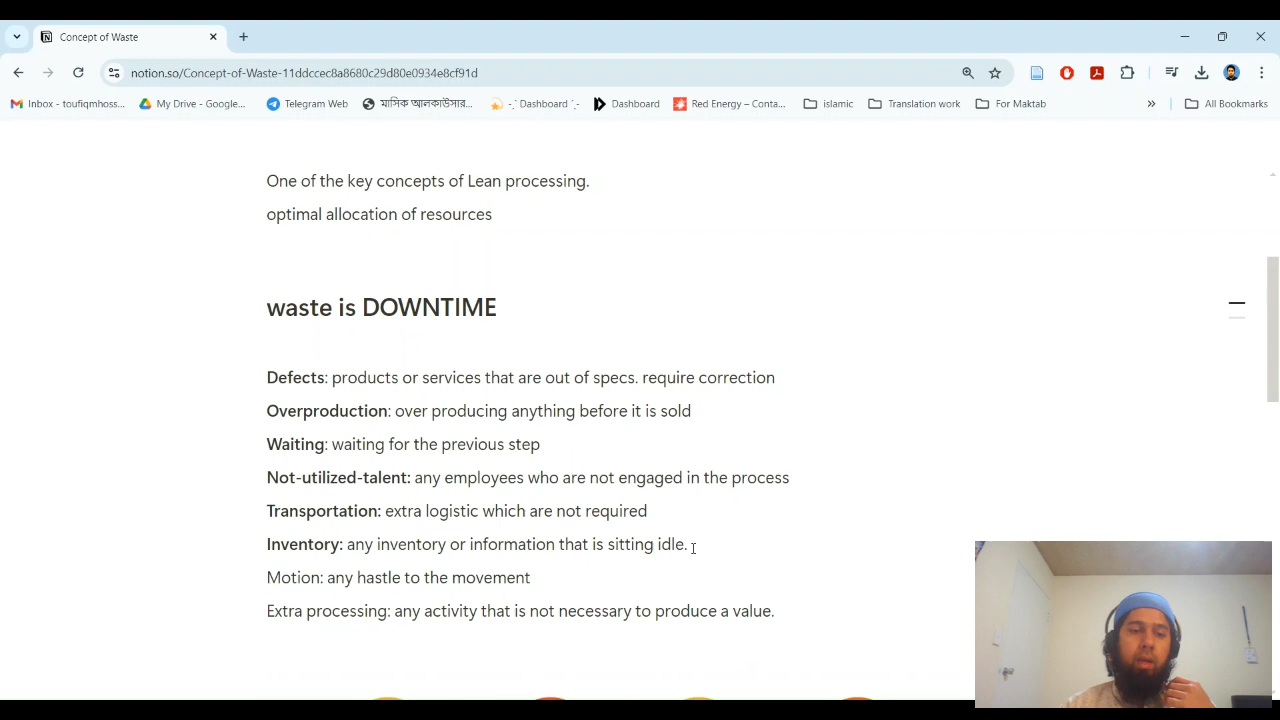 Concept of Waste
notion.so/Concept-of-Waste-11ddccec8a8680c29d80e0934e8cf91d
Inbox - toufiqmhoss... My Drive - Google... Telegram Web মাসিক আলকাউসার... -͙ Dashboard ͙- Dashboard Red Energy – Conta... islamic Translation work For Maktab » All Bookmarks
One of the key concepts of Lean processing.
optimal allocation of resources
waste is DOWNTIME
Defects: products or services that are out of specs. require correction
Overproduction: over producing anything before it is sold
Waiting: waiting for the previous step
Not-utilized-talent: any employees who are not engaged in the process
Transportation: extra logistic which are not required
Inventory: any inventory or information that is sitting idle.
Motion: any hastle to the movement
Extra processing: any activity that is not necessary to produce a value.